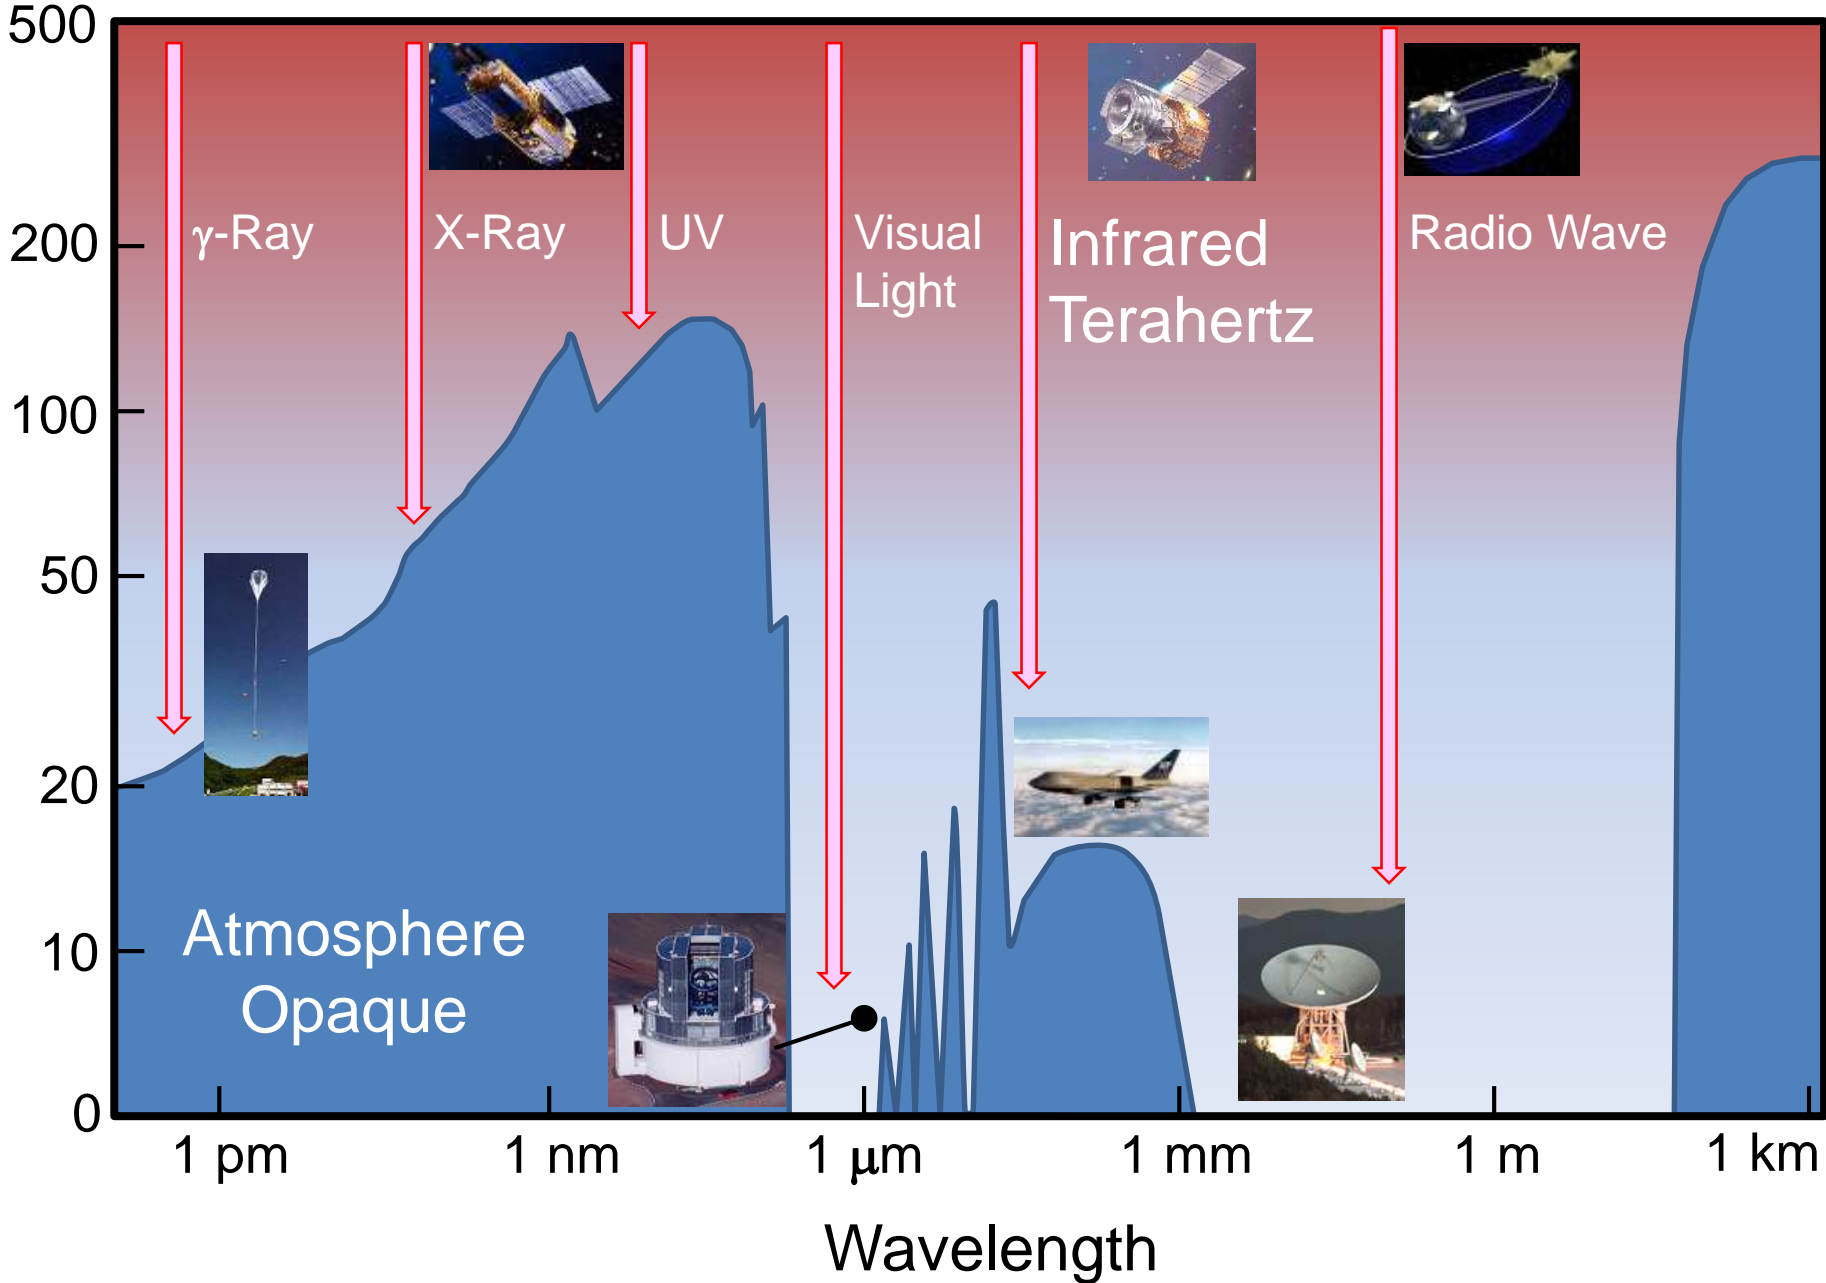 500
200
100
50
20
10
0
γ-Ray
X-Ray
UV
Visual
Light
Infrared
Terahertz
Radio Wave
Atmosphere
Opaque
1 pm
1 nm
1 μm
1 mm
1 m
1 km
Wavelength